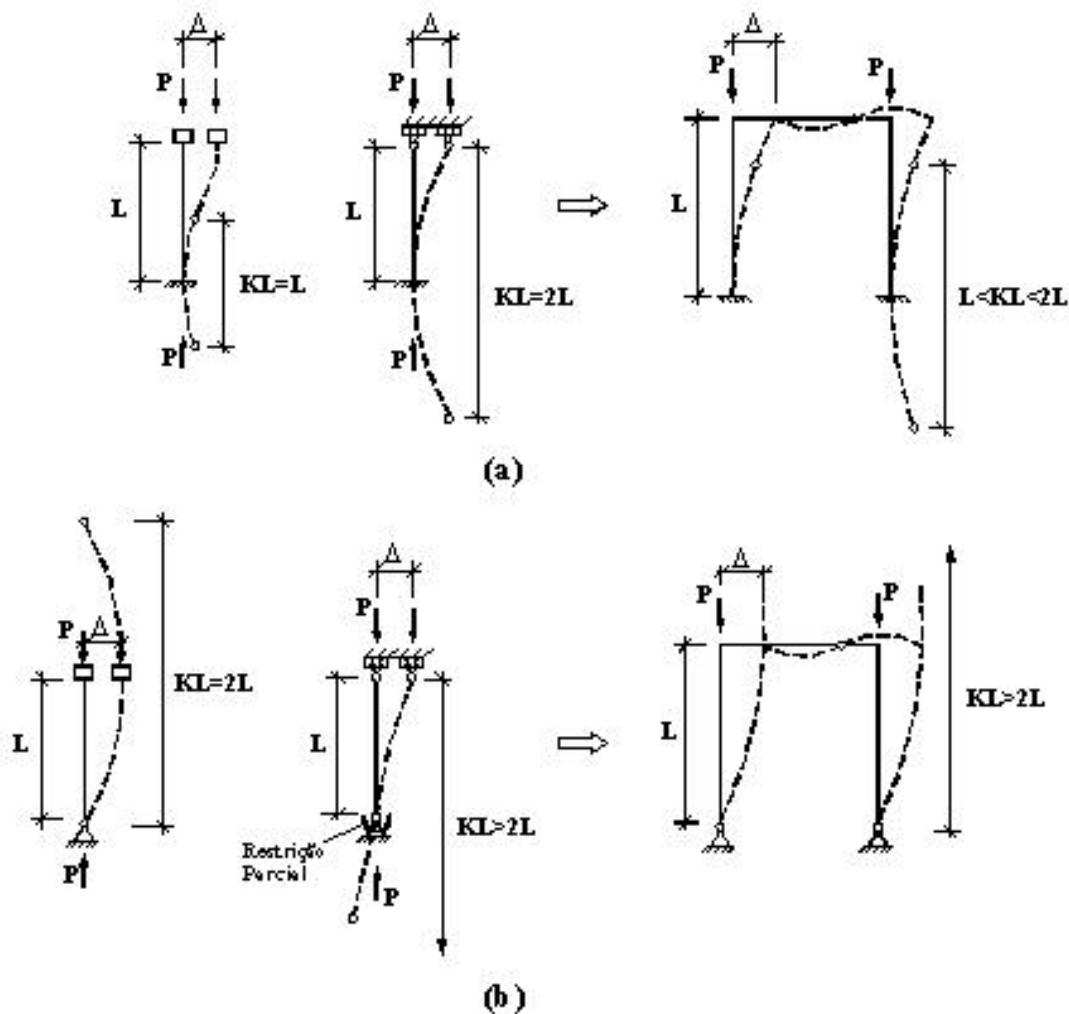 Δ
P
L
KL=L
P
Δ
P
L
KL=2L
P
Δ
P
P
L
L<KL<2L
(a)
P
Δ
L
KL=2L
P
Δ
P
L
KL>2L
Restrição
Parcial
P
Δ
P
P
L
KL>2L
(b)